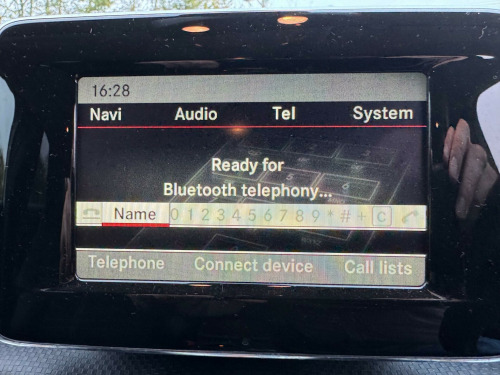 16:28
Navi Audio Tel System
Ready for
Bluetooth telephony...
Name 0 1 2 3 4 5 6 7 8 9 * # + C
Telephone Connect device Call lists